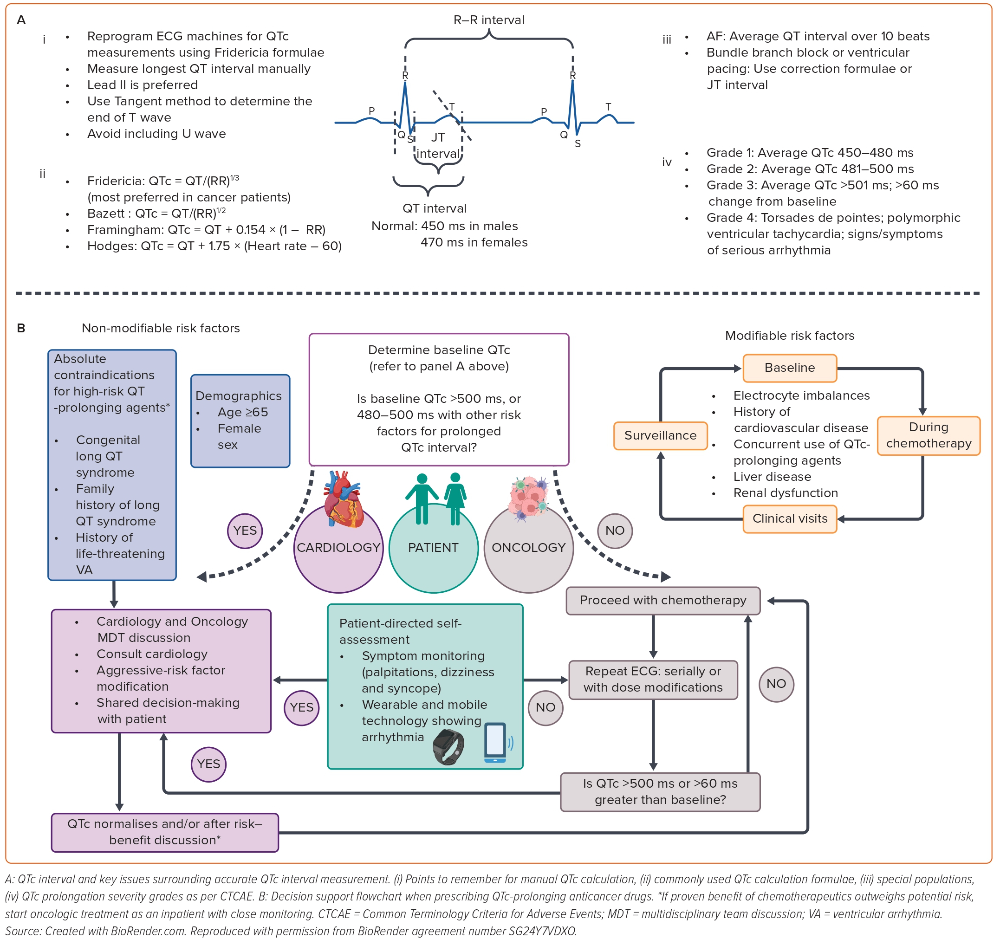 A
i
• Reprogram ECG machines for QTc
measurements using Fridericia formulae
• Measure longest QT interval manually
• Lead II is preferred
• Use Tangent method to determine the
end of T wave
• Avoid including U wave
ii
• Fridericia: QTc = QT/(RR)^1/3
(most preferred in cancer patients)
• Bazett : QTc = QT/(RR)^1/2
• Framingham: QTc = QT + 0.154 × (1 – RR)
• Hodges: QTc = QT + 1.75 × (Heart rate – 60)
R–R interval
R
R
P
T
P
T
Q
S
Q
S
JT
interval
QT interval
Normal: 450 ms in males
470 ms in females
iii
• AF: Average QT interval over 10 beats
• Bundle branch block or ventricular
pacing: Use correction formulae or
JT interval
iv
• Grade 1: Average QTc 450–480 ms
• Grade 2: Average QTc 481–500 ms
• Grade 3: Average QTc >501 ms; >60 ms
change from baseline
• Grade 4: Torsades de pointes; polymorphic
ventricular tachycardia; signs/symptoms
of serious arrhythmia
B
Non-modifiable risk factors
Absolute
contraindications
for high-risk QT
-prolonging agents*
• Congenital
long QT
syndrome
• Family
history of long
QT syndrome
• History of
life-threatening
VA
Demographics
• Age ≥65
• Female
sex
Determine baseline QTc
(refer to panel A above)
Is baseline QTc >500 ms, or
480–500 ms with other risk
factors for prolonged
QTc interval?
Modifiable risk factors
Baseline
During
chemotherapy
Clinical visits
Surveillance
• Electrocyte imbalances
• History of
cardiovascular disease
• Concurrent use of QTc-
prolonging agents
• Liver disease
• Renal dysfunction
YES
CARDIOLOGY
PATIENT
ONCOLOGY
NO
• Cardiology and Oncology
MDT discussion
• Consult cardiology
• Aggressive-risk factor
modification
• Shared decision-making
with patient
YES
Patient-directed self-
assessment
• Symptom monitoring
(palpitations, dizziness
and syncope)
• Wearable and mobile
technology showing
arrhythmia
NO
Proceed with chemotherapy
Repeat ECG: serially or
with dose modifications
NO
Is QTc >500 ms or >60 ms
greater than baseline?
YES
QTc normalises and/or after risk–
benefit discussion*
A: QTc interval and key issues surrounding accurate QTc interval measurement. (i) Points to remember for manual QTc calculation, (ii) commonly used QTc calculation formulae, (iii) special populations,
(iv) QTc prolongation severity grades as per CTCAE. B: Decision support flowchart when prescribing QTc-prolonging anticancer drugs. *If proven benefit of chemotherapeutics outweighs potential risk,
start oncologic treatment as an inpatient with close monitoring. CTCAE = Common Terminology Criteria for Adverse Events; MDT = multidisciplinary team discussion; VA = ventricular arrhythmia.
Source: Created with BioRender.com. Reproduced with permission from BioRender agreement number SG24Y7VDXO.